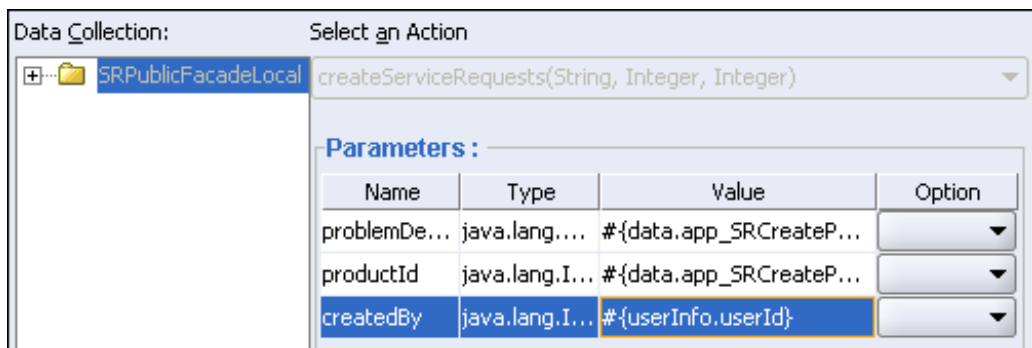 Data Collection: Select an Action
SRPublicFacadeLocal createServiceRequests(String, Integer, Integer)
Parameters :
Name Type Value Option
problemDe... java.lang.... #{data.app_SRCreateP...
productId java.lang.I... #{data.app_SRCreateP...
createdBy java.lang.I... #{userInfo.userId}